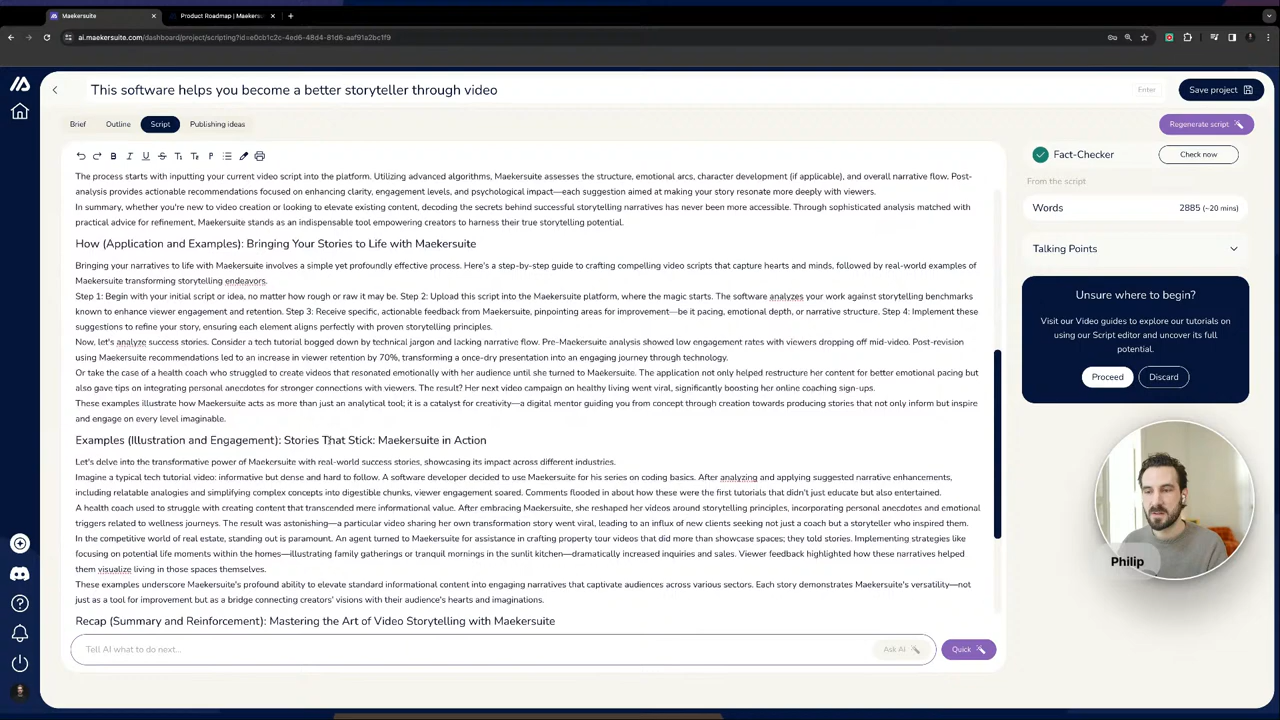 Maekersuite
Product Roadmap | Maekers
ai.maekersuite.com/dashboard/project/scripting?id=e0cb1c2c-4ed6-48d4-81d6-aaf91a2bc1f9
This software helps you become a better storyteller through video
Enter
Save project
Brief
Outline
Script
Publishing ideas
Regenerate script
The process starts with inputting your current video script into the platform. Utilizing advanced algorithms, Maekersuite assesses the structure, emotional arcs, character development (if applicable), and overall narrative flow. Post-
analysis provides actionable recommendations focused on enhancing clarity, engagement levels, and psychological impact—each suggestion aimed at making your story resonate more deeply with viewers.
In summary, whether you're new to video creation or looking to elevate existing content, decoding the secrets behind successful storytelling narratives has never been more accessible. Through sophisticated analysis matched with
practical advice for refinement, Maekersuite stands as an indispensable tool empowering creators to harness their true storytelling potential.
How (Application and Examples): Bringing Your Stories to Life with Maekersuite
Bringing your narratives to life with Maekersuite involves a simple yet profoundly effective process. Here's a step-by-step guide to crafting compelling video scripts that capture hearts and minds, followed by real-world examples of
Maekersuite transforming storytelling endeavors.
Step 1: Begin with your initial script or idea, no matter how rough or raw it may be. Step 2: Upload this script into the Maekersuite platform, where the magic starts. The software analyzes your work against storytelling benchmarks
known to enhance viewer engagement and retention. Step 3: Receive specific, actionable feedback from Maekersuite, pinpointing areas for improvement—be it pacing, emotional depth, or narrative structure. Step 4: Implement these
suggestions to refine your story, ensuring each element aligns perfectly with proven storytelling principles.
Now, let's analyze success stories. Consider a tech tutorial bogged down by technical jargon and lacking narrative flow. Pre-Maekersuite analysis showed low engagement rates with viewers dropping off mid-video. Post-revision
using Maekersuite recommendations led to an increase in viewer retention by 70%, transforming a once-dry presentation into an engaging journey through technology.
Or take the case of a health coach who struggled to create videos that resonated emotionally with her audience until she turned to Maekersuite. The application not only helped restructure her content for better emotional pacing but
also gave tips on integrating personal anecdotes for stronger connections with viewers. The result? Her next video campaign on healthy living went viral, significantly boosting her online coaching sign-ups.
These examples illustrate how Maekersuite acts as more than just an analytical tool; it is a catalyst for creativity—a digital mentor guiding you from concept through creation towards producing stories that not only inform but inspire
and engage on every level imaginable.
Examples (Illustration and Engagement): Stories That Stick: Maekersuite in Action
Let's delve into the transformative power of Maekersuite with real-world success stories, showcasing its impact across different industries.
Imagine a typical tech tutorial video: informative but dense and hard to follow. A software developer decided to use Maekersuite for his series on coding basics. After analyzing and applying suggested narrative enhancements,
including relatable analogies and simplifying complex concepts into digestible chunks, viewer engagement soared. Comments flooded in about how these were the first tutorials that didn't just educate but also entertained.
A health coach used to struggle with creating content that transcended mere informational value. After embracing Maekersuite, she reshaped her videos around storytelling principles, incorporating personal anecdotes and emotional
triggers related to wellness journeys. The result was astonishing—a particular video sharing her own transformation story went viral, leading to an influx of new clients seeking not just a coach but a storyteller who inspired them.
In the competitive world of real estate, standing out is paramount. An agent turned to Maekersuite for assistance in crafting property tour videos that did more than showcase spaces; they told stories. Implementing strategies like
focusing on potential life moments within the homes—illustrating family gatherings or tranquil mornings in the sunlit kitchen—dramatically increased inquiries and sales. Viewer feedback highlighted how these narratives helped
them visualize living in those spaces themselves.
These examples underscore Maekersuite's profound ability to elevate standard informational content into engaging narratives that captivate audiences across various sectors. Each story demonstrates Maekersuite's versatility—not
just as a tool for improvement but as a bridge connecting creators' visions with their audience's hearts and imaginations.
Recap (Summary and Reinforcement): Mastering the Art of Video Storytelling with Maekersuite
Tell AI what to do next...
Ask AI
Quick
Fact-Checker
Check now
From the script
Words
2885 (~20 mins)
Talking Points
Unsure where to begin?
Visit our Video guides to explore our tutorials on
using our Script editor and uncover its full
potential.
Proceed
Discard
Philip